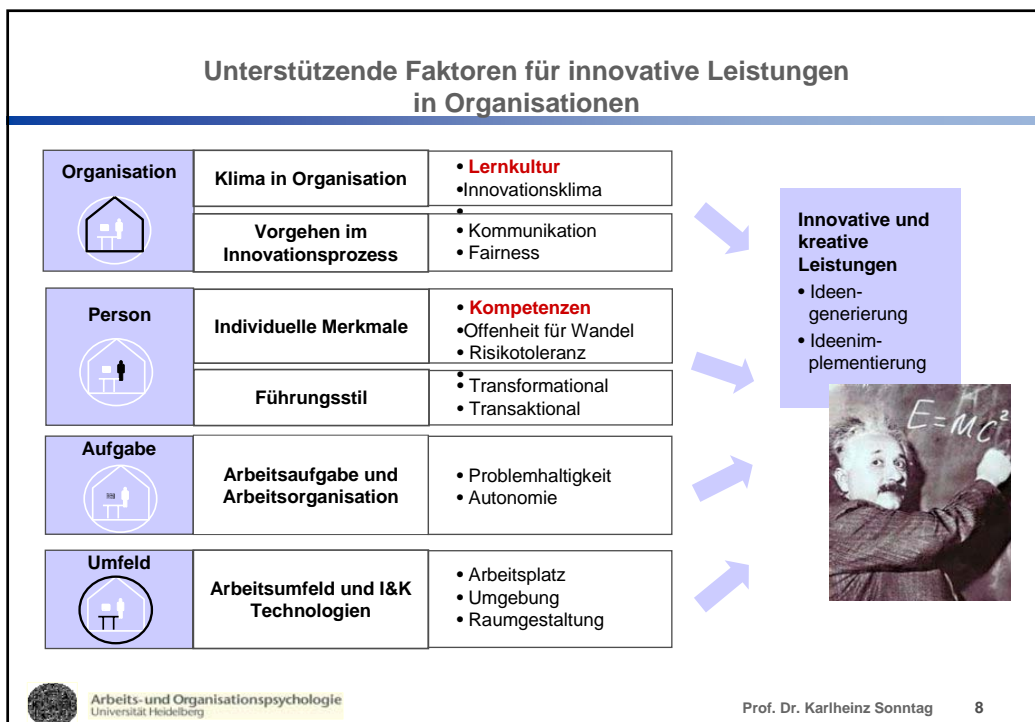 Unterstützende Faktoren für innovative Leistungen
in Organisationen
Organisation
Klima in Organisation
• Lernkultur
•Innovationsklima
•
Vorgehen im
Innovationsprozess
• Kommunikation
• Fairness
Person
Individuelle Merkmale
• Kompetenzen
•Offenheit für Wandel
• Risikotoleranz
•
Führungsstil
• Transformational
• Transaktional
Aufgabe
Arbeitsaufgabe und
Arbeitsorganisation
• Problemhaltigkeit
• Autonomie
Umfeld
Arbeitsumfeld und I&K
Technologien
• Arbeitsplatz
• Umgebung
• Raumgestaltung
Innovative und
kreative
Leistungen
• Ideen-
generierung
• Ideenim-
plementierung
E=MC²
Arbeits- und Organisationspsychologie
Universität Heidelberg
Prof. Dr. Karlheinz Sonntag 8